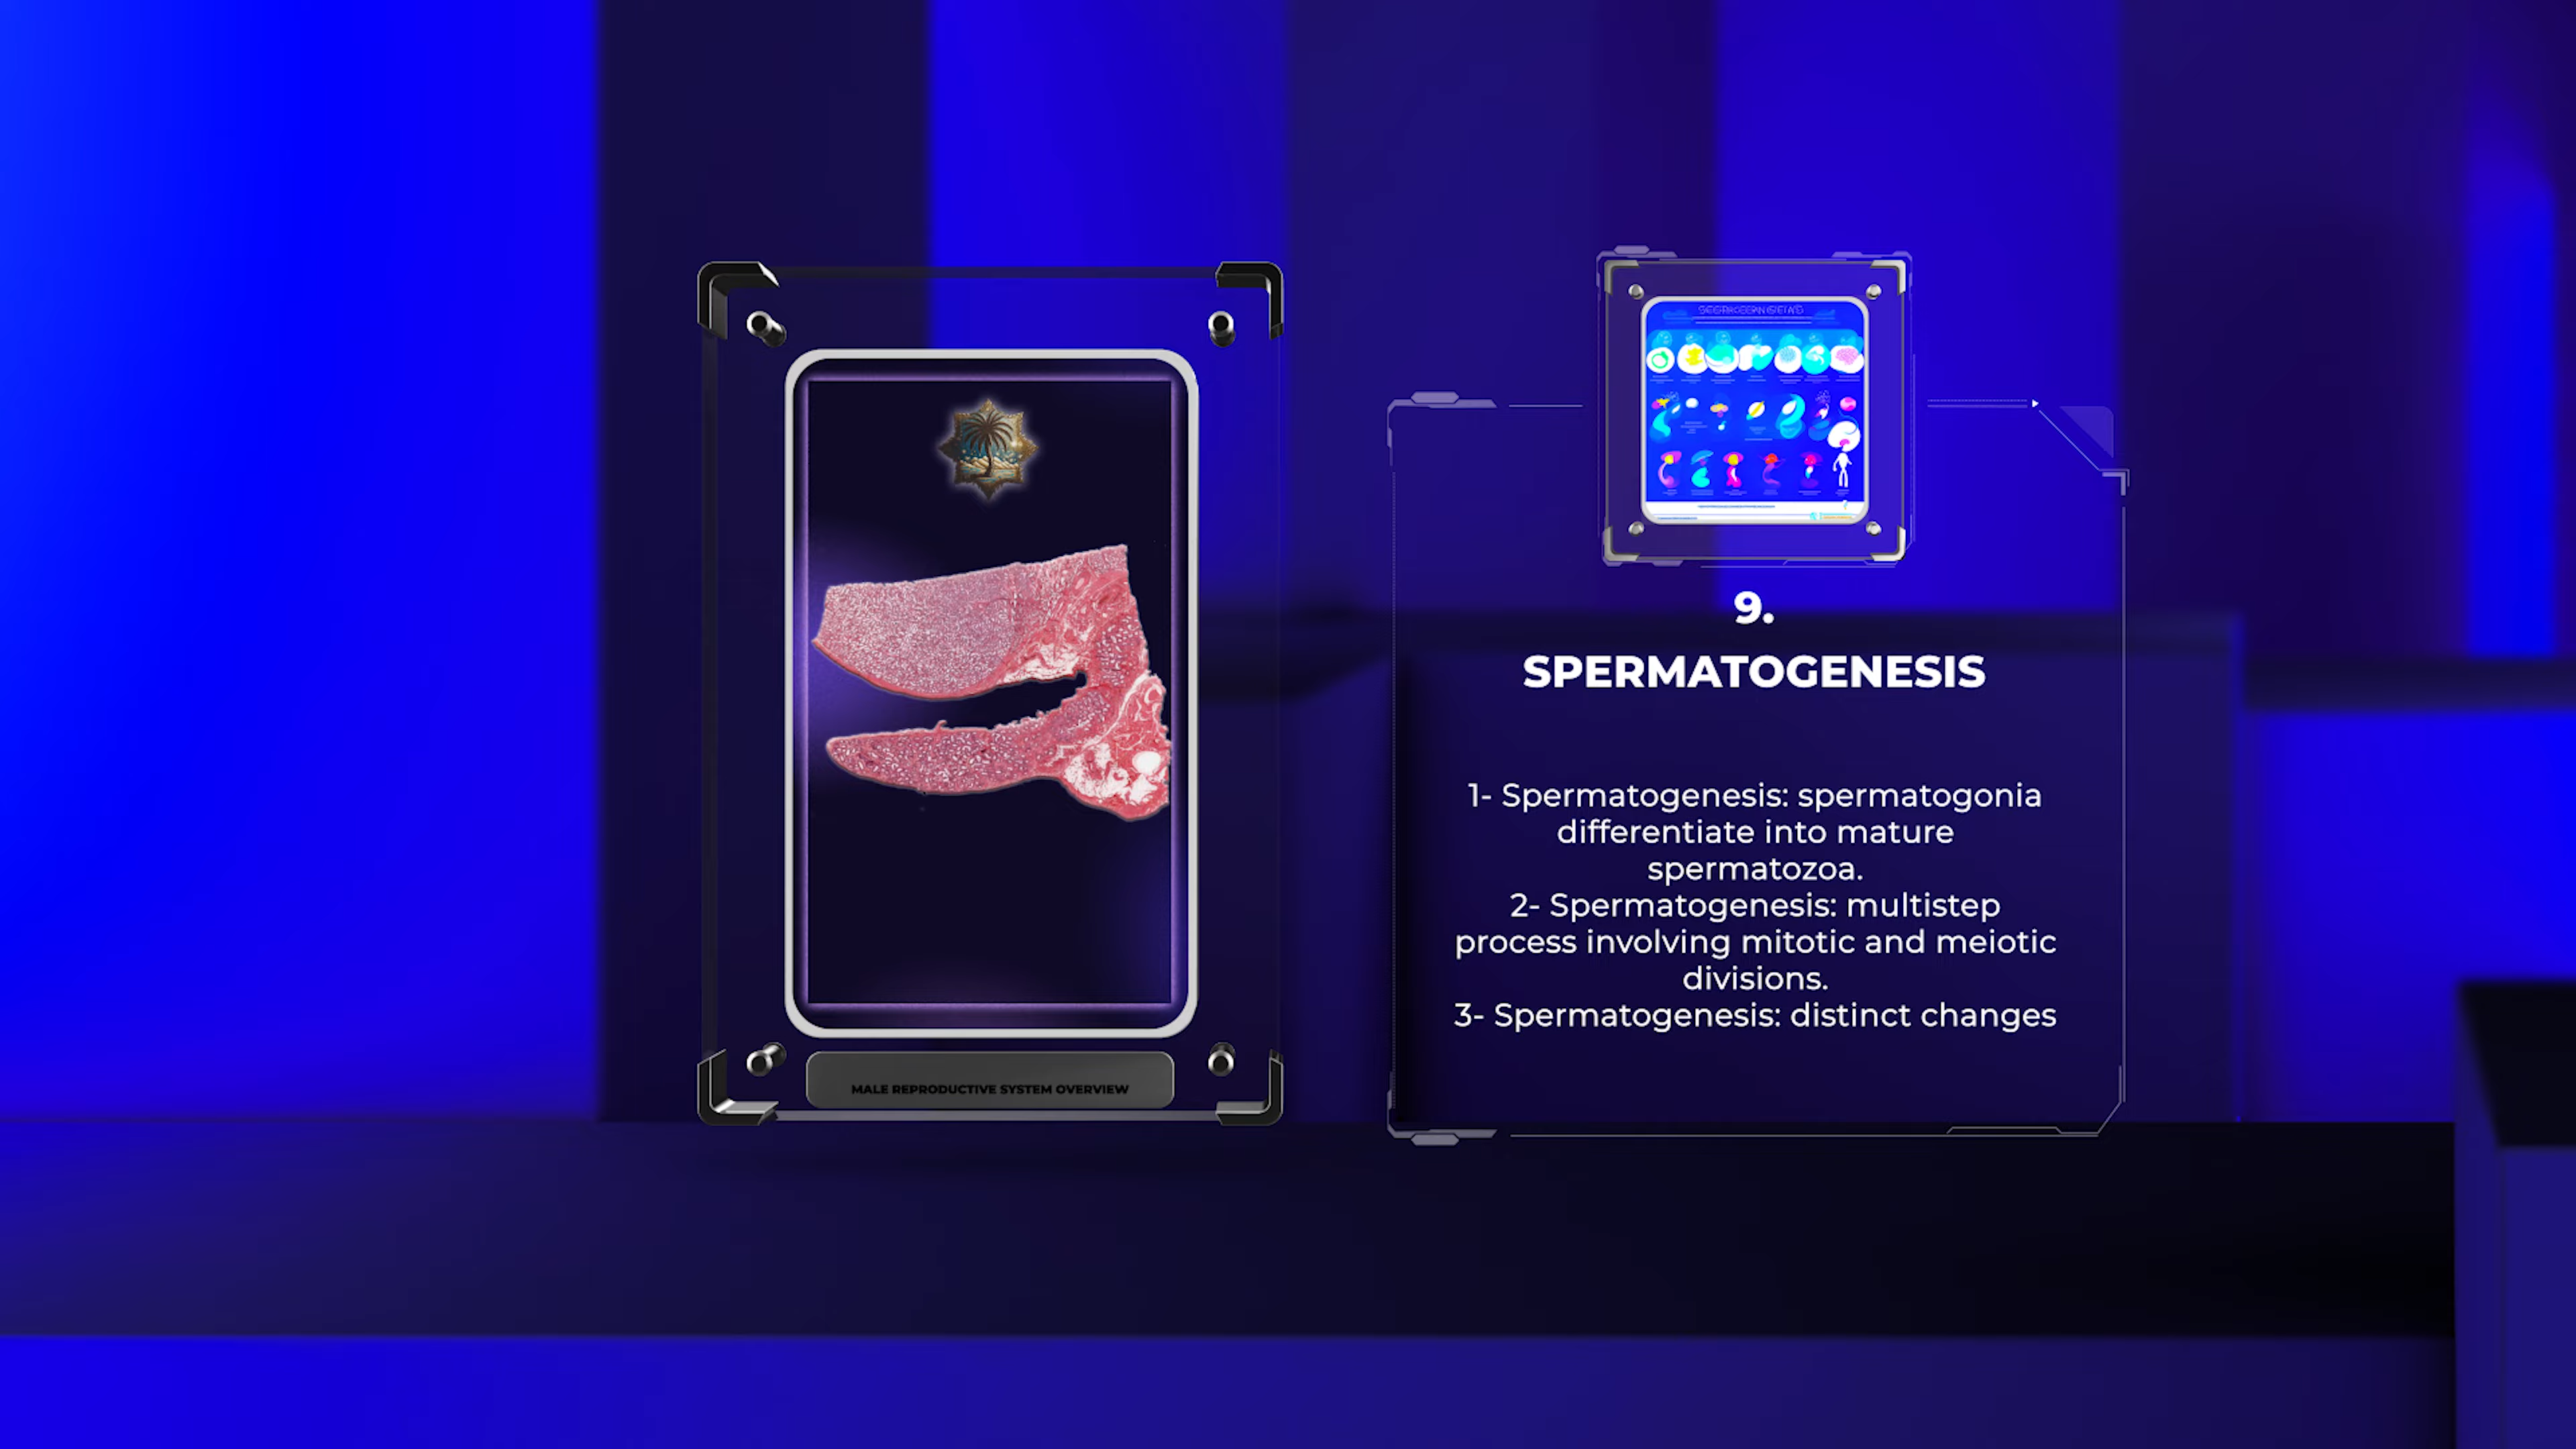 MALE REPRODUCTIVE SYSTEM OVERVIEW
9.
SPERMATOGENESIS
1- Spermatogenesis: spermatogonia
differentiate into mature
spermatozoa.
2- Spermatogenesis: multistep
process involving mitotic and meiotic
divisions.
3- Spermatogenesis: distinct changes